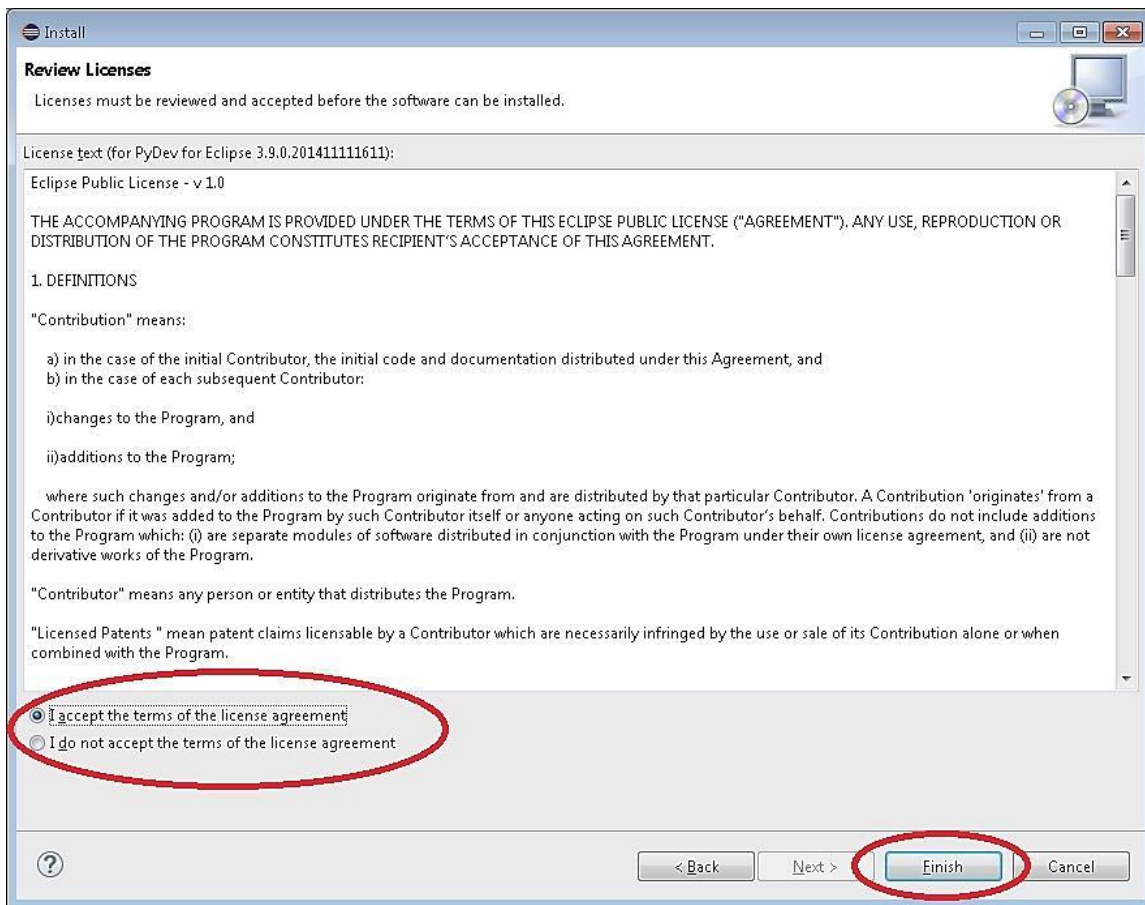 Install
Review Licenses
Licenses must be reviewed and accepted before the software can be installed.
License text (for PyDev for Eclipse 3.9.0.201411111611):
Eclipse Public License - v 1.0
THE ACCOMPANYING PROGRAM IS PROVIDED UNDER THE TERMS OF THIS ECLIPSE PUBLIC LICENSE ("AGREEMENT"). ANY USE, REPRODUCTION OR
DISTRIBUTION OF THE PROGRAM CONSTITUTES RECIPIENT'S ACCEPTANCE OF THIS AGREEMENT.
1. DEFINITIONS
"Contribution" means:
a) in the case of the initial Contributor, the initial code and documentation distributed under this Agreement, and
b) in the case of each subsequent Contributor:
i)changes to the Program, and
ii)additions to the Program;
where such changes and/or additions to the Program originate from and are distributed by that particular Contributor. A Contribution 'originates' from a
Contributor if it was added to the Program by such Contributor itself or anyone acting on such Contributor's behalf. Contributions do not include additions
to the Program which: (i) are separate modules of software distributed in conjunction with the Program under their own license agreement, and (ii) are not
derivative works of the Program.
"Contributor" means any person or entity that distributes the Program.
"Licensed Patents " mean patent claims licensable by a Contributor which are necessarily infringed by the use or sale of its Contribution alone or when
combined with the Program.
I accept the terms of the license agreement
I do not accept the terms of the license agreement
? < Back Next > Finish Cancel